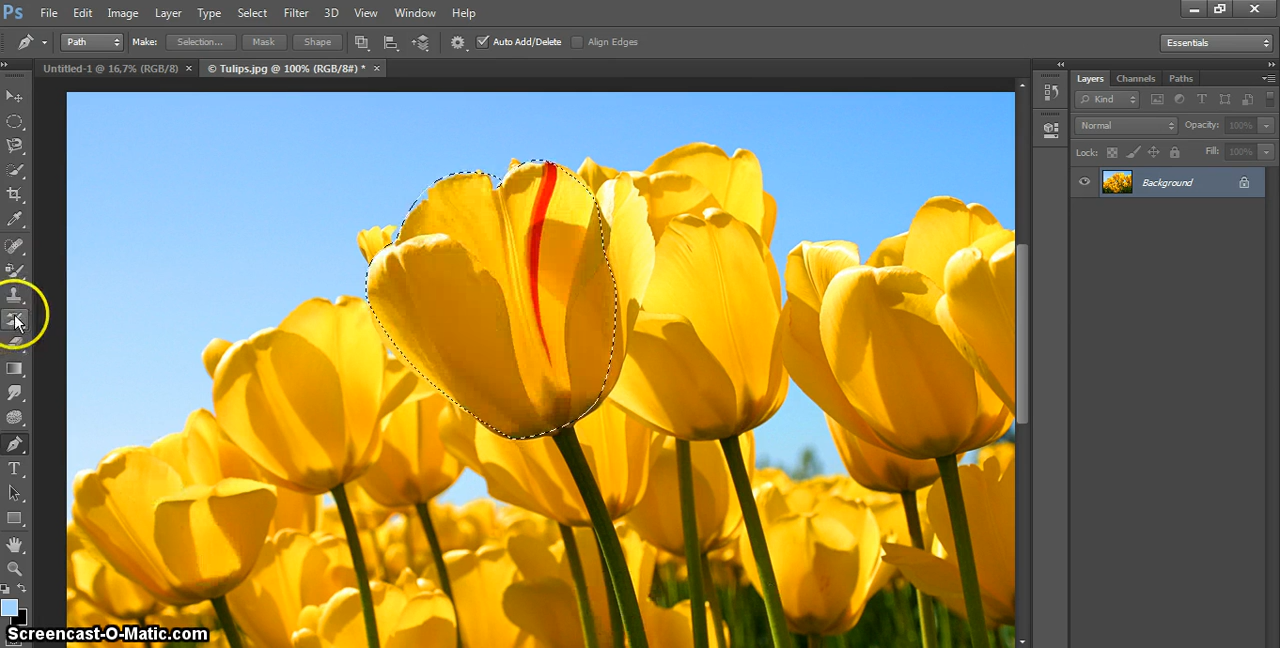 Ps File Edit Image Layer Type Select Filter 3D View Window Help
Path Make: Selection... Mask Shape Auto Add/Delete Align Edges Essentials
Untitled-1 @ 16,7% (RGB/8) × © Tulips.jpg @ 100% (RGB/8#) * ×
Layers Channels Paths
Kind
Normal Opacity: 100%
Lock: Fill: 100%
Background
T
Screencast-O-Matic.com